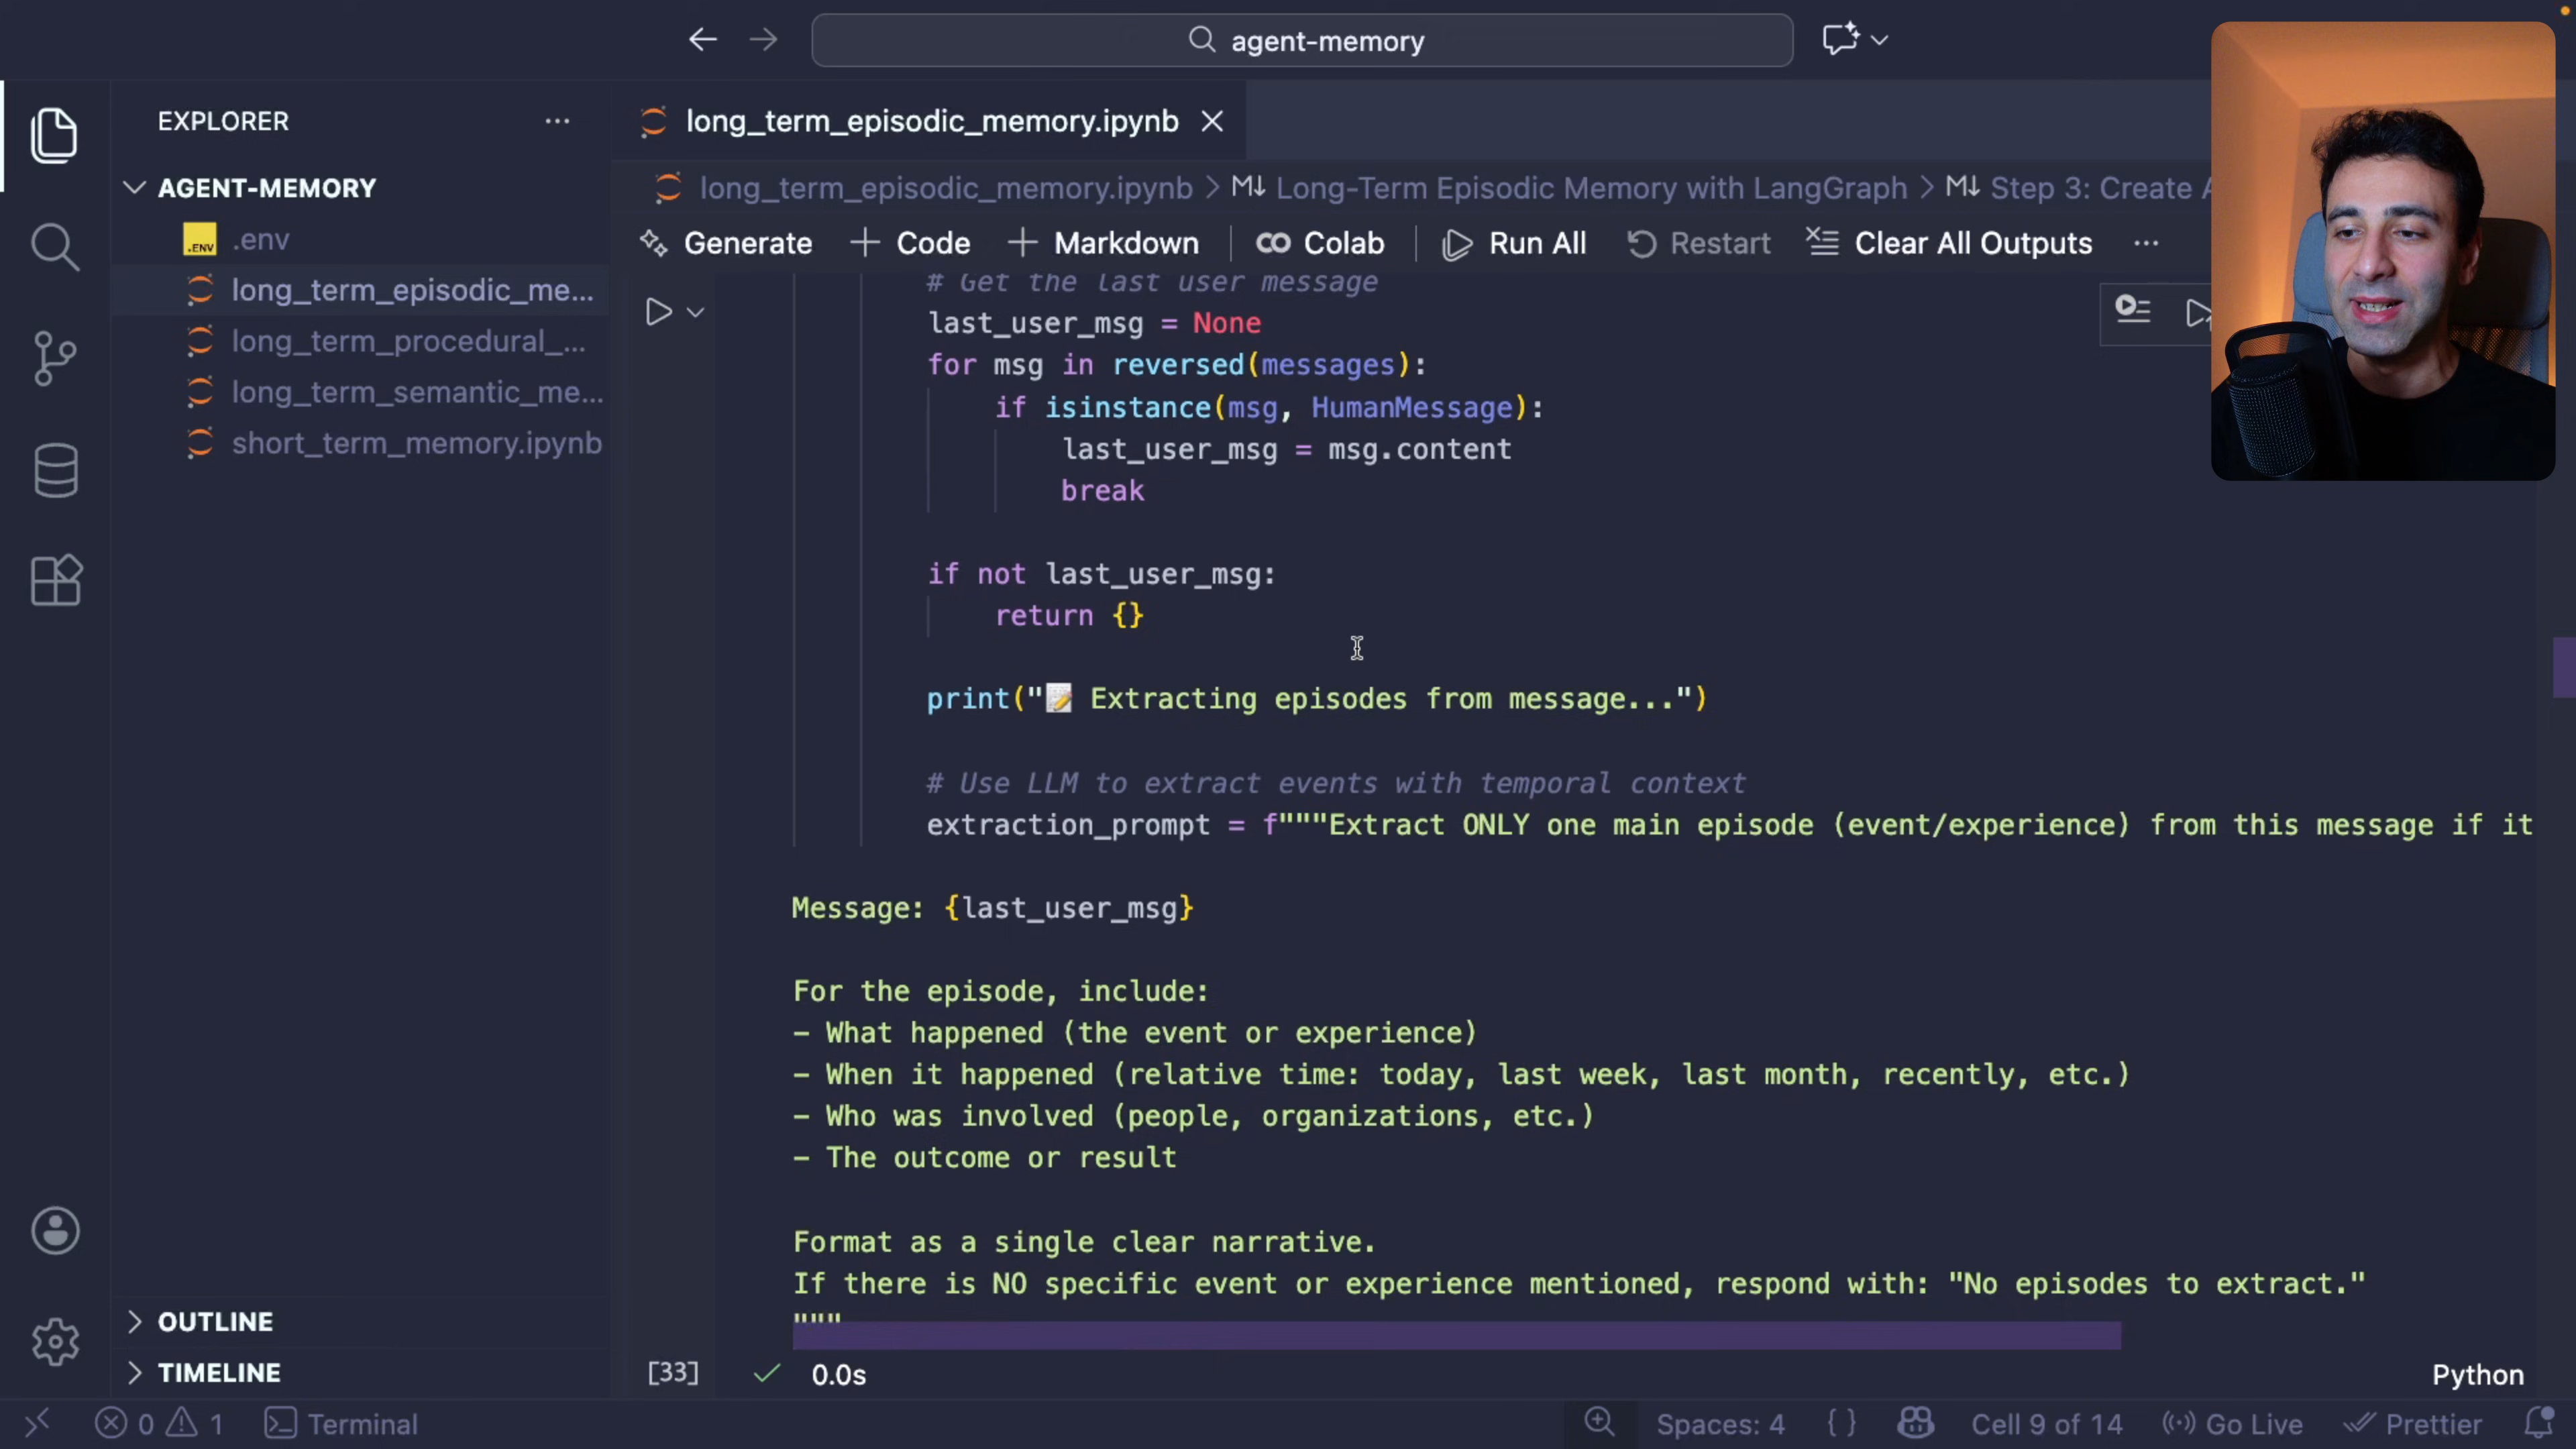 agent-memory
EXPLORER
AGENT-MEMORY
.ENV .env
long_term_episodic_me...
long_term_procedural_...
long_term_semantic_me...
short_term_memory.ipynb
OUTLINE
TIMELINE
long_term_episodic_memory.ipynb
long_term_episodic_memory.ipynb > M↓ Long-Term Episodic Memory with LangGraph > M↓ Step 3: Create
Generate + Code + Markdown | Colab | Run All Restart Clear All Outputs ...
# Get the last user message
last_user_msg = None
for msg in reversed(messages):
if isinstance(msg, HumanMessage):
last_user_msg = msg.content
break
if not last_user_msg:
return {}
print("📝 Extracting episodes from message...")
# Use LLM to extract events with temporal context
extraction_prompt = f"""Extract ONLY one main episode (event/experience) from this message if it
Message: {last_user_msg}
For the episode, include:
- What happened (the event or experience)
- When it happened (relative time: today, last week, last month, recently, etc.)
- Who was involved (people, organizations, etc.)
- The outcome or result
Format as a single clear narrative.
If there is NO specific event or experience mentioned, respond with: "No episodes to extract."
"""
[33] ✓ 0.0s Python
0 1 Terminal Spaces: 4 {} Cell 9 of 14 Go Live Prettier